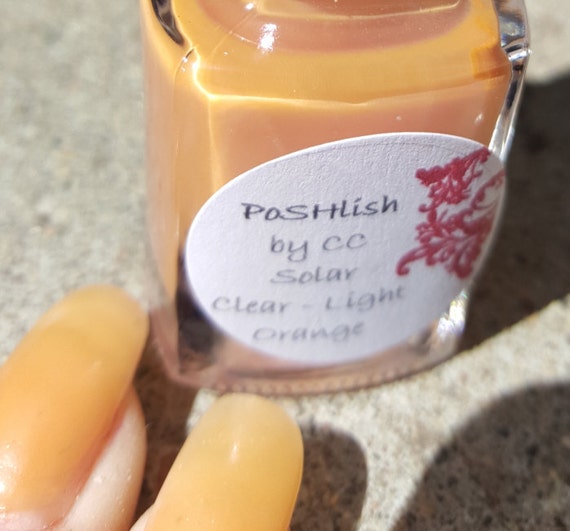 PoSHlish
by CC
Solar
Clear - Light
Orange